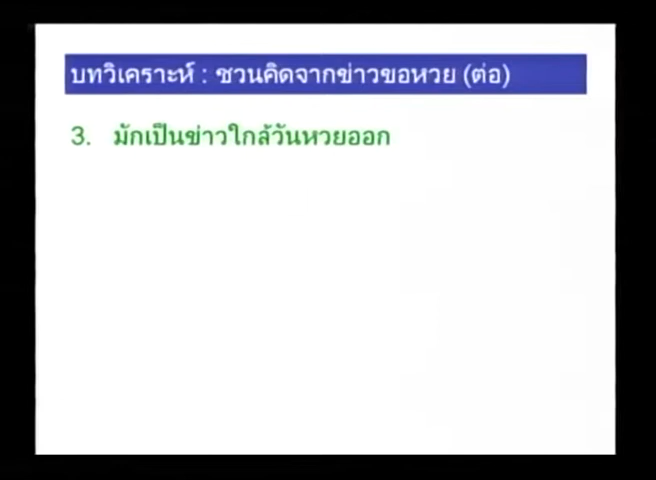 บทวิเคราะห์ : ชวนคิดจากข่าวขอหวย (ต่อ)
3. มักเป็นข่าวใกล้วันหวยออก